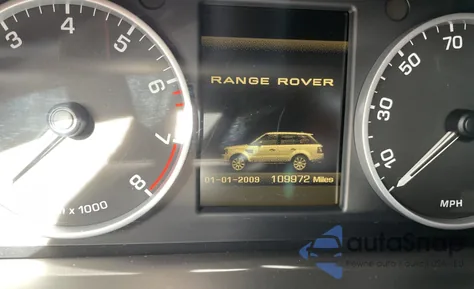 3 4 5 6 7 8
x 1000
RANGE ROVER
01-01-2009 109972 Miles
10 30 50 70
MPH
autoSnap